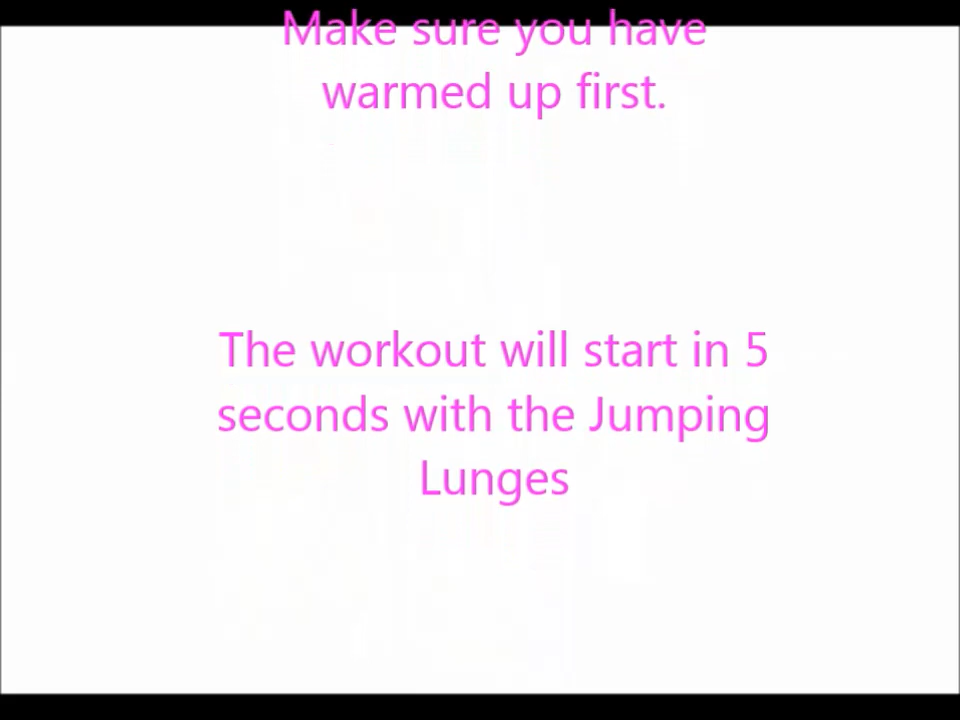 Make sure you have
warmed up first.
The workout will start in 5
seconds with the Jumping
Lunges